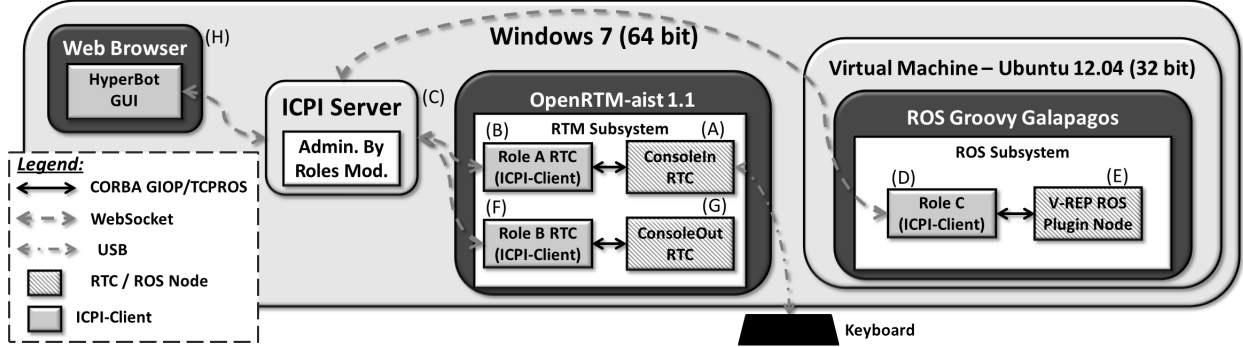 Windows 7 (64 bit)
Web Browser
(H)
HyperBot
GUI
ICPI Server
(C)
Admin. By
Roles Mod.
OpenRTM-aist 1.1
RTM Subsystem
(B)
(A)
Role A RTC
(ICPI-Client)
ConsoleIn
RTC
(F)
(G)
Role B RTC
(ICPI-Client)
ConsoleOut
RTC
Virtual Machine – Ubuntu 12.04 (32 bit)
ROS Groovy Galapagos
ROS Subsystem
(D)
(E)
Role C
(ICPI-Client)
V-REP ROS
Plugin Node
Keyboard
Legend:
CORBA GIOP/TCPROS
WebSocket
USB
RTC / ROS Node
ICPI-Client